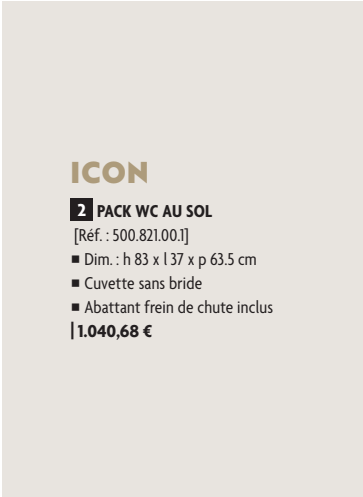 ICON
2 PACK WC AU SOL
[Réf. : 500.821.00.1]
■ Dim. : h 83 x l 37 x p 63.5 cm
■ Cuvette sans bride
■ Abattant frein de chute inclus
| 1.040,68 €